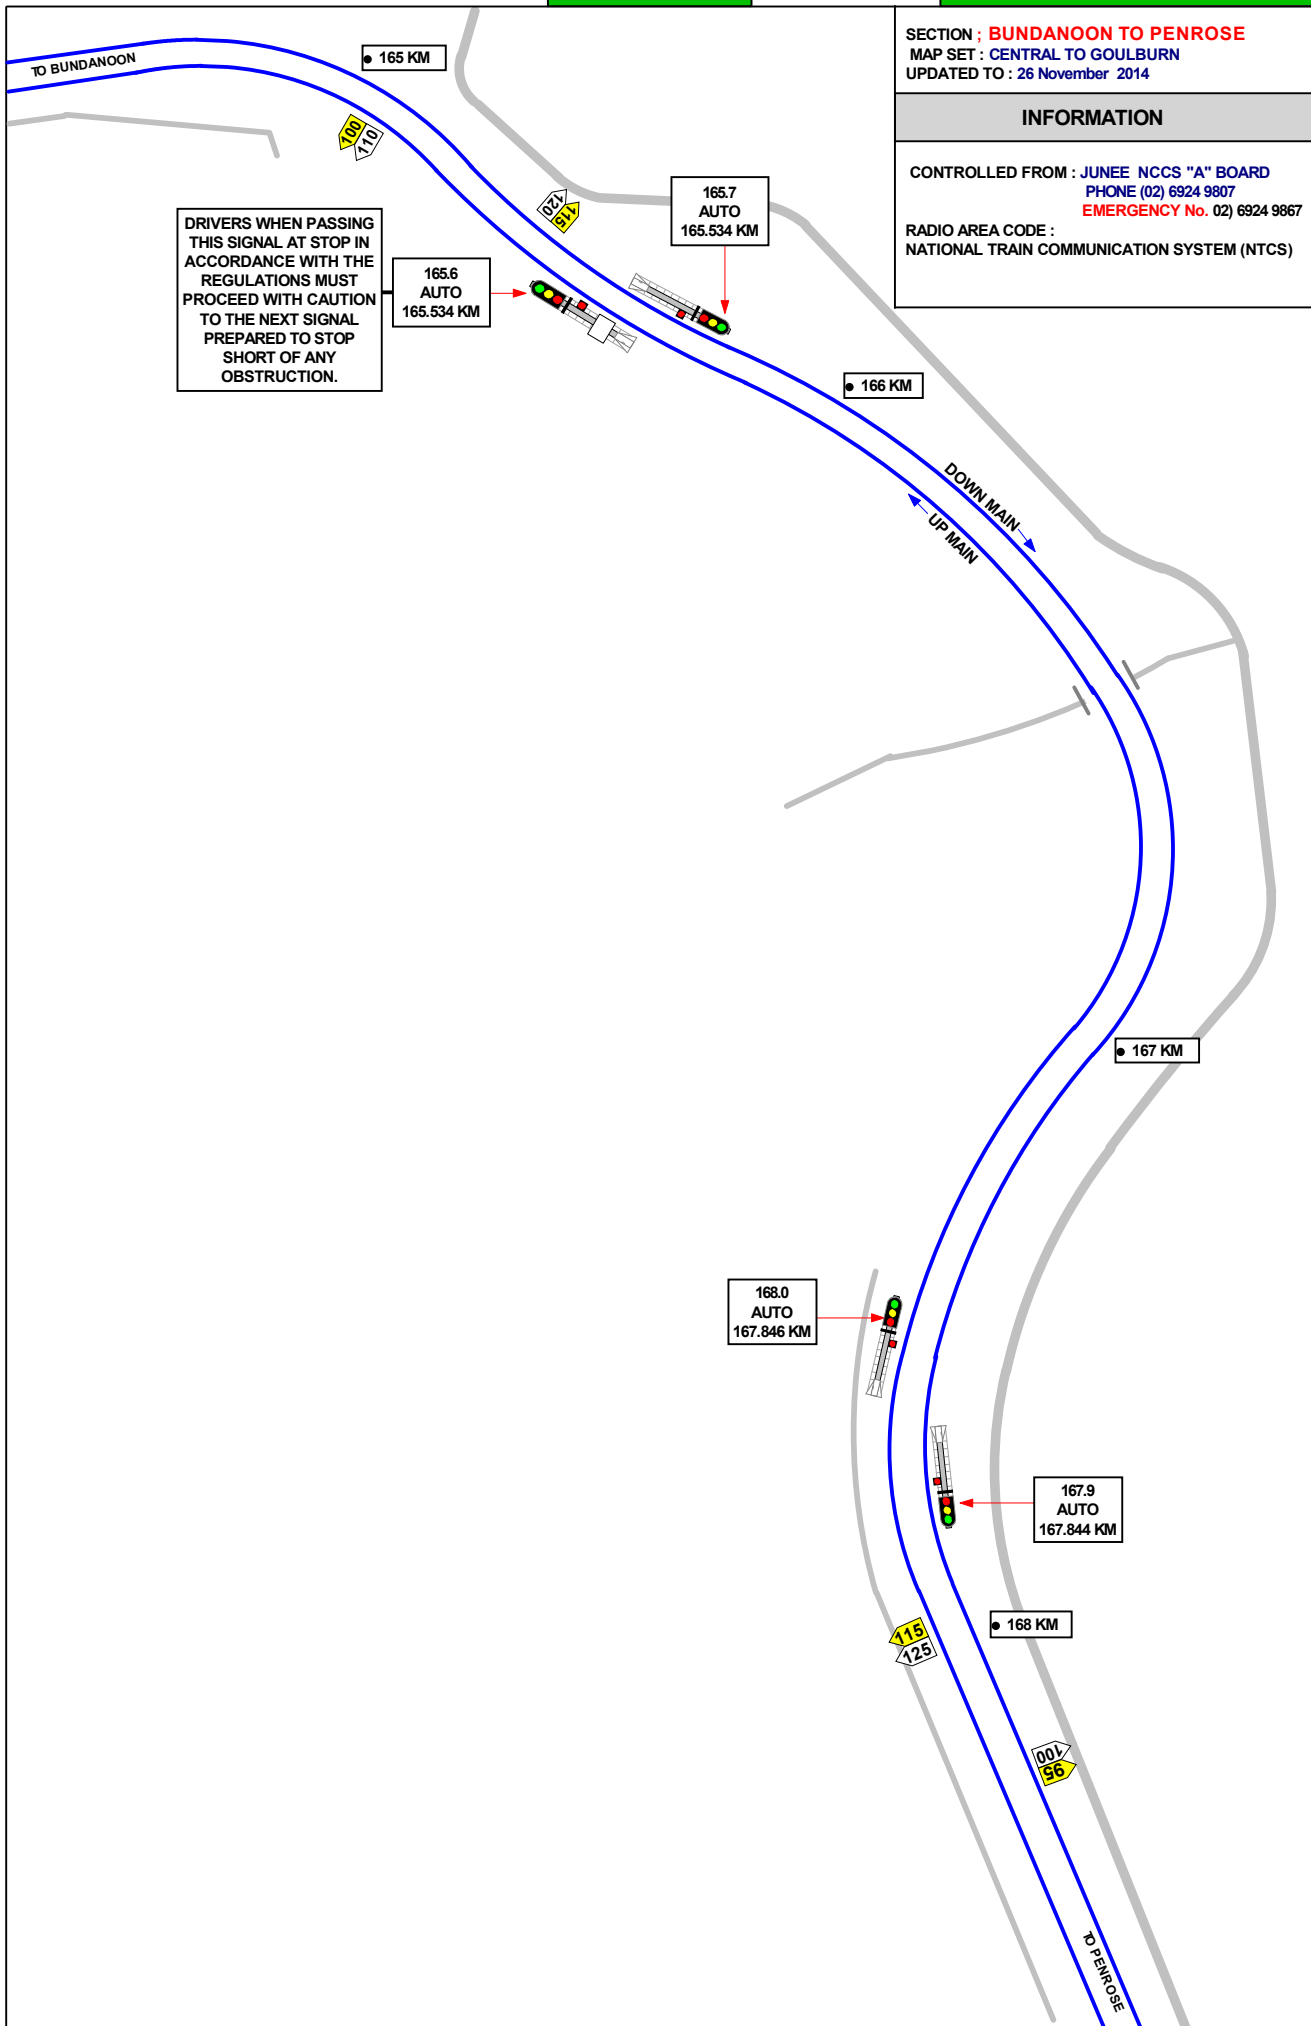 SECTION ; BUNDANOON TO PENROSE
MAP SET : CENTRAL TO GOULBURN
UPDATED TO : 26 November 2014
INFORMATION
CONTROLLED FROM : JUNEE NCCS "A" BOARD
PHONE (02) 6924 9807
EMERGENCY No. 02) 6924 9867
RADIO AREA CODE :
NATIONAL TRAIN COMMUNICATION SYSTEM (NTCS)
TO BUNDANOON
165 KM
100
110
120
115
165.7
AUTO
165.534 KM
DRIVERS WHEN PASSING
THIS SIGNAL AT STOP IN
ACCORDANCE WITH THE
REGULATIONS MUST
PROCEED WITH CAUTION
TO THE NEXT SIGNAL
PREPARED TO STOP
SHORT OF ANY
OBSTRUCTION.
165.6
AUTO
165.534 KM
166 KM
DOWN MAIN
UP MAIN
167 KM
168.0
AUTO
167.846 KM
167.9
AUTO
167.844 KM
168 KM
115
125
100
95
TO PENROSE